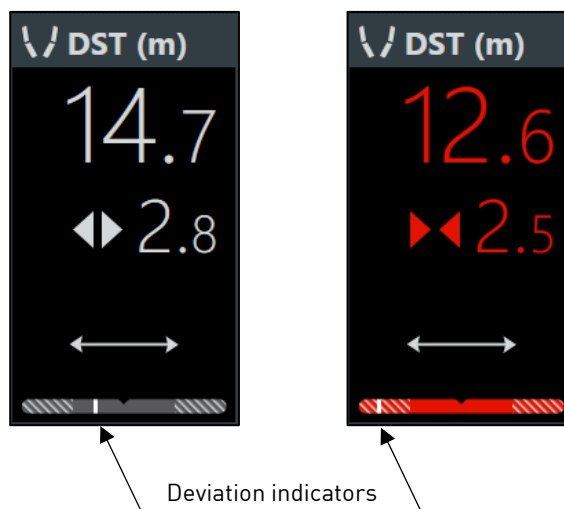 DST (m)
14.7
2.8
DST (m)
12.6
2.5
Deviation indicators